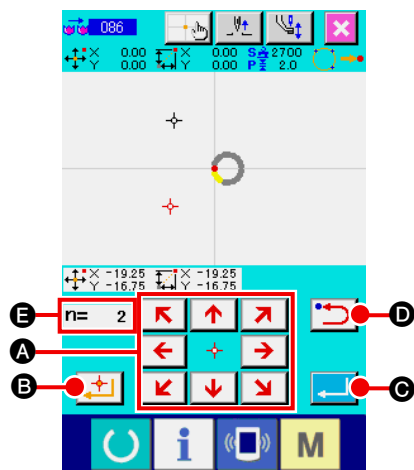 086
X 0.00 X 0.00 S 2700
Y 0.00 Y 0.00 P 2.0
X -19.25 X -19.25
Y -16.75 Y -16.75
E n= 2
A
B
C
D
i M